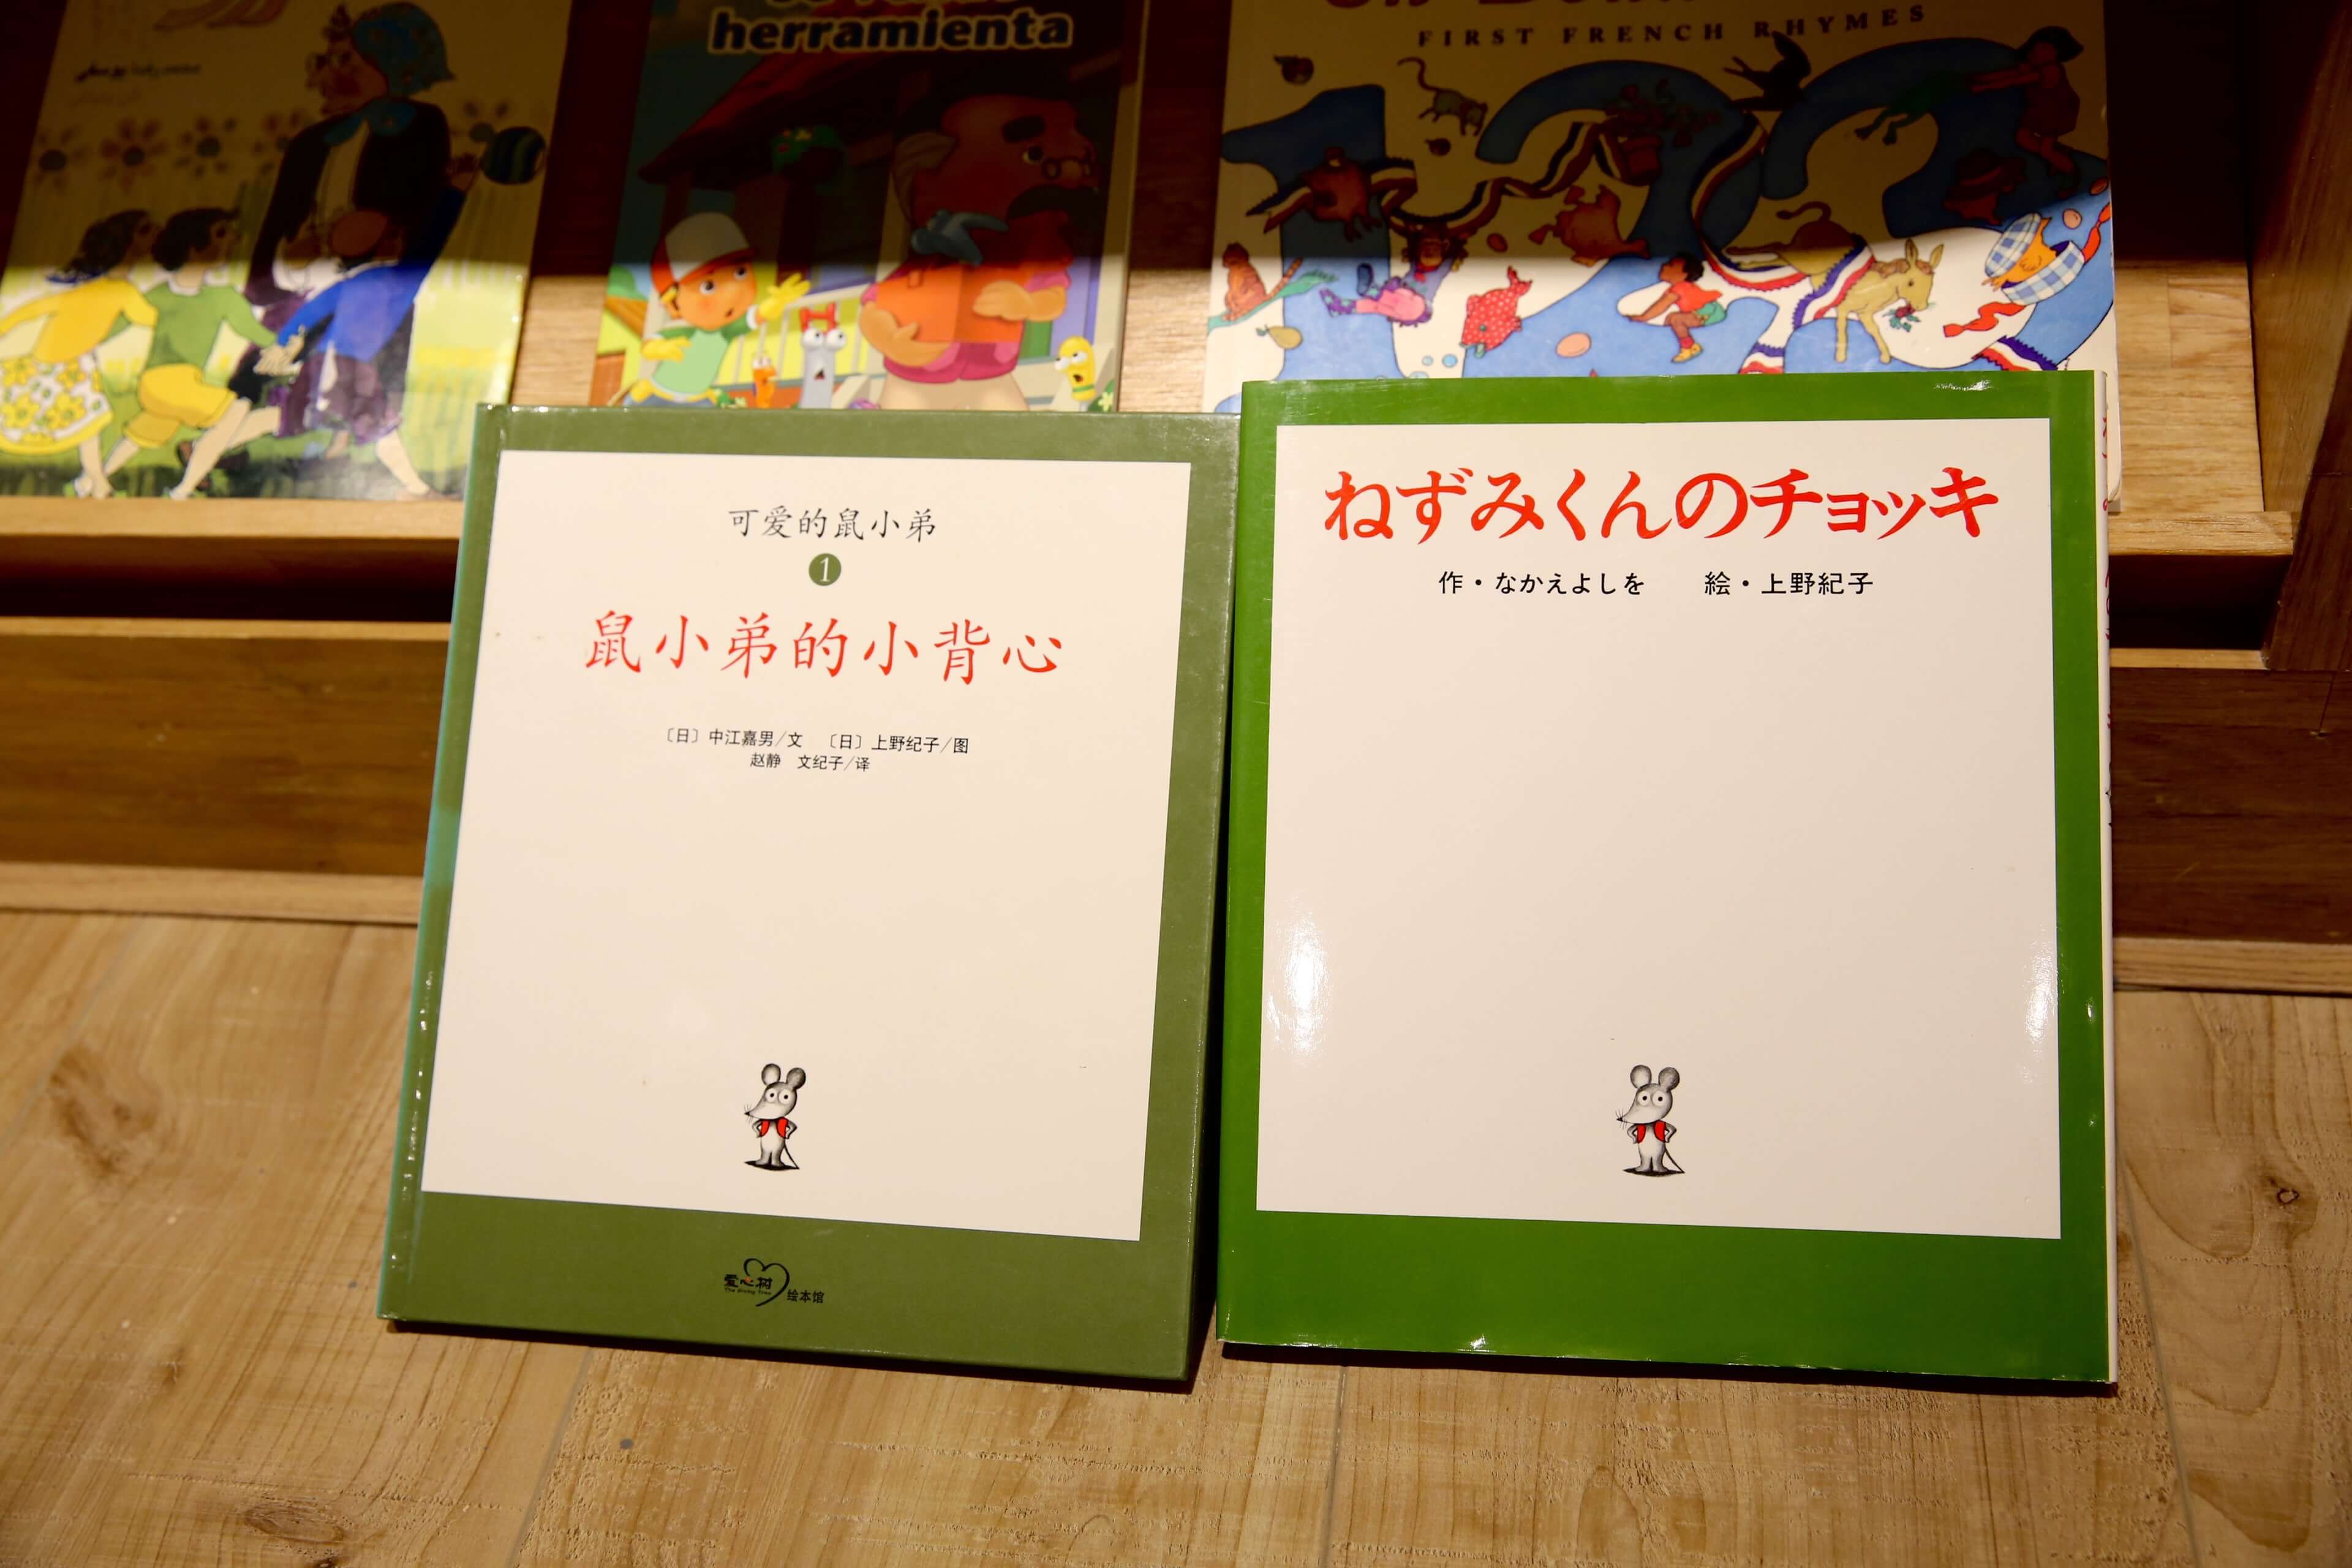 herramienta
FIRST FRENCH RHYMES
可爱的鼠小弟
1
鼠小弟的小背心
〔日〕中江嘉男/文 〔日〕上野纪子/图
赵静 文纪子/译
爱心树
The Giving Tree
绘本馆
ねずみくんのチョッキ
作・なかえよしを 絵・上野紀子